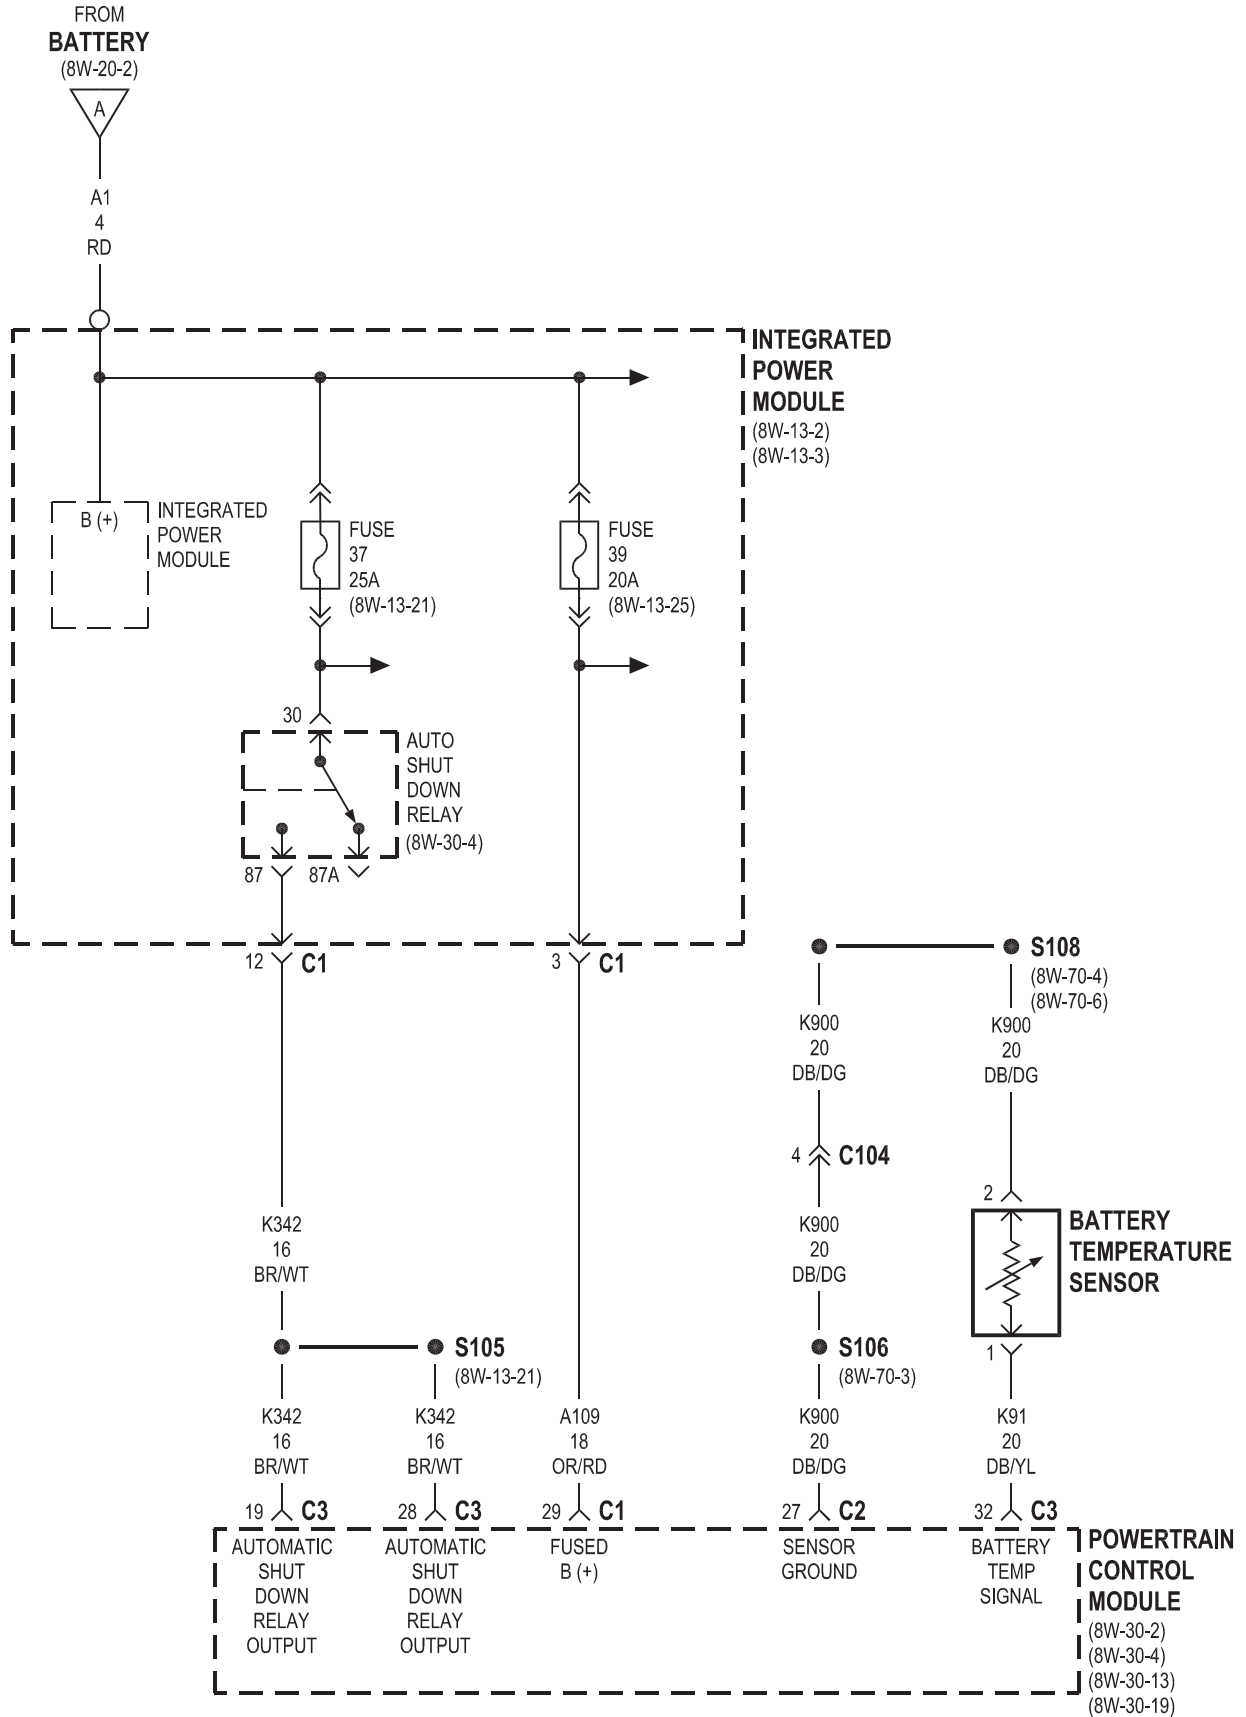 FROM
BATTERY
(8W-20-2)
A
A1
4
RD
INTEGRATED
POWER
MODULE
(8W-13-2)
(8W-13-3)
B (+)
INTEGRATED
POWER
MODULE
FUSE
37
25A
(8W-13-21)
FUSE
39
20A
(8W-13-25)
30
AUTO
SHUT
DOWN
RELAY
(8W-30-4)
87
87A
12
C1
3
C1
S108
(8W-70-4)
(8W-70-6)
K900
20
DB/DG
K900
20
DB/DG
4
C104
2
BATTERY
TEMPERATURE
SENSOR
1
K342
16
BR/WT
K900
20
DB/DG
S105
(8W-13-21)
S106
(8W-70-3)
K342
16
BR/WT
K342
16
BR/WT
A109
18
OR/RD
K900
20
DB/DG
K91
20
DB/YL
19
C3
28
C3
29
C1
27
C2
32
C3
AUTOMATIC
SHUT
DOWN
RELAY
OUTPUT
AUTOMATIC
SHUT
DOWN
RELAY
OUTPUT
FUSED
B (+)
SENSOR
GROUND
BATTERY
TEMP
SIGNAL
POWERTRAIN
CONTROL
MODULE
(8W-30-2)
(8W-30-4)
(8W-30-13)
(8W-30-19)